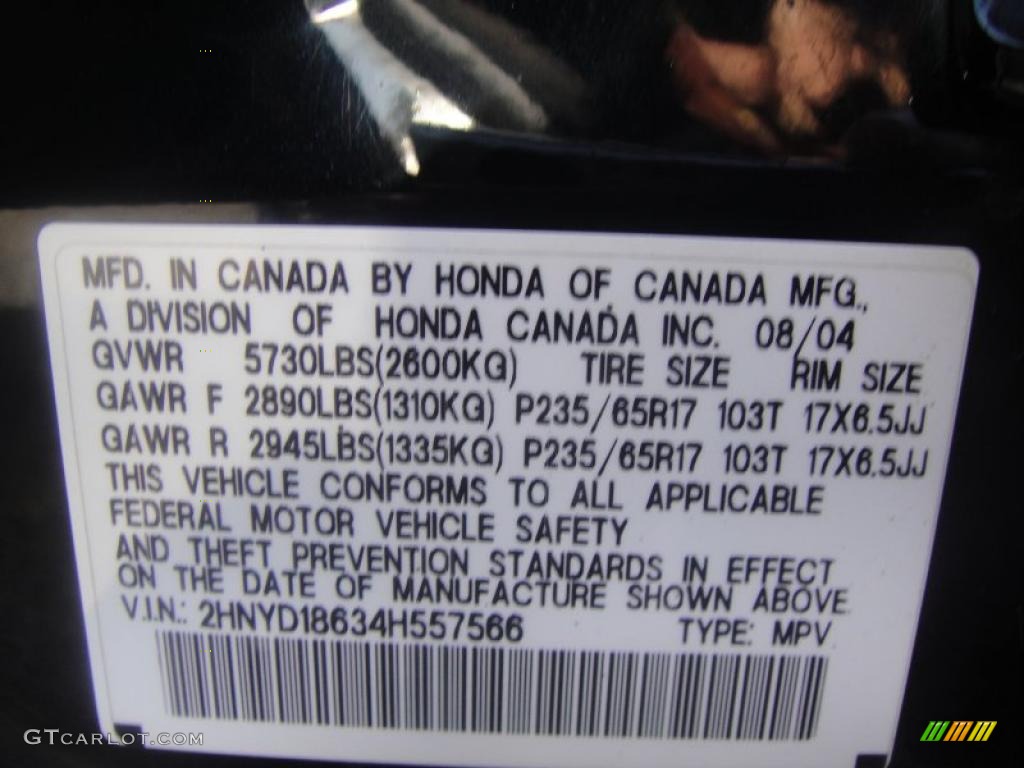 MFD. IN CANADA BY HONDA OF CANADA MFG.,
A DIVISION OF HONDA CANADA INC. 08/04
GVWR 5730LBS(2600KG) TIRE SIZE RIM SIZE
GAWR F 2890LBS(1310KG) P235/65R17 103T 17X6.5JJ
GAWR R 2945LBS(1335KG) P235/65R17 103T 17X6.5JJ
THIS VEHICLE CONFORMS TO ALL APPLICABLE
FEDERAL MOTOR VEHICLE SAFETY
AND THEFT PREVENTION STANDARDS IN EFFECT
ON THE DATE OF MANUFACTURE SHOWN ABOVE
V.I.N.: 2HNYD18634H557566 TYPE: MPV
GTCARLOT.COM